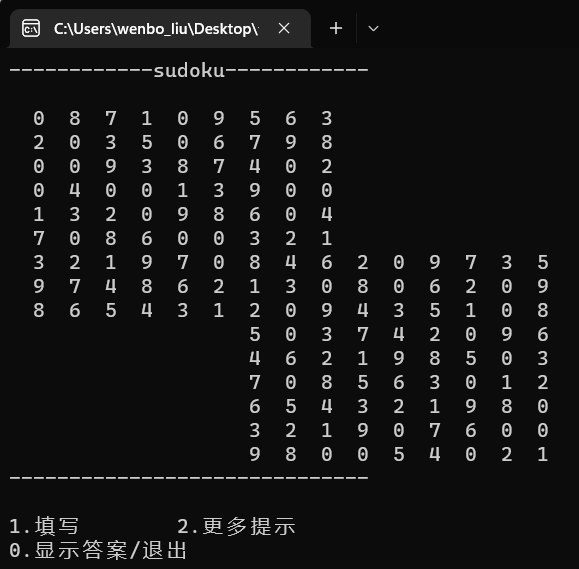 C:\Users\wenbo_liu\Desktop\
------------sudoku------------
0 8 7 1 0 9 5 6 3
2 0 3 5 0 6 7 9 8
0 0 9 3 8 7 4 0 2
0 4 0 0 1 3 9 0 0
1 3 2 0 9 8 6 0 4
7 0 8 6 0 0 3 2 1
3 2 1 9 7 0 8 4 6 2 0 9 7 3 5
9 7 4 8 6 2 1 3 0 8 0 6 2 0 9
8 6 5 4 3 1 2 0 9 4 3 5 1 0 8
5 0 3 7 4 2 0 9 6
4 6 2 1 9 8 5 0 3
7 0 8 5 6 3 0 1 2
6 5 4 3 2 1 9 8 0
3 2 1 9 0 7 6 0 0
9 8 0 0 5 4 0 2 1
------------------------------
1.填写 2.更多提示
0.显示答案/退出